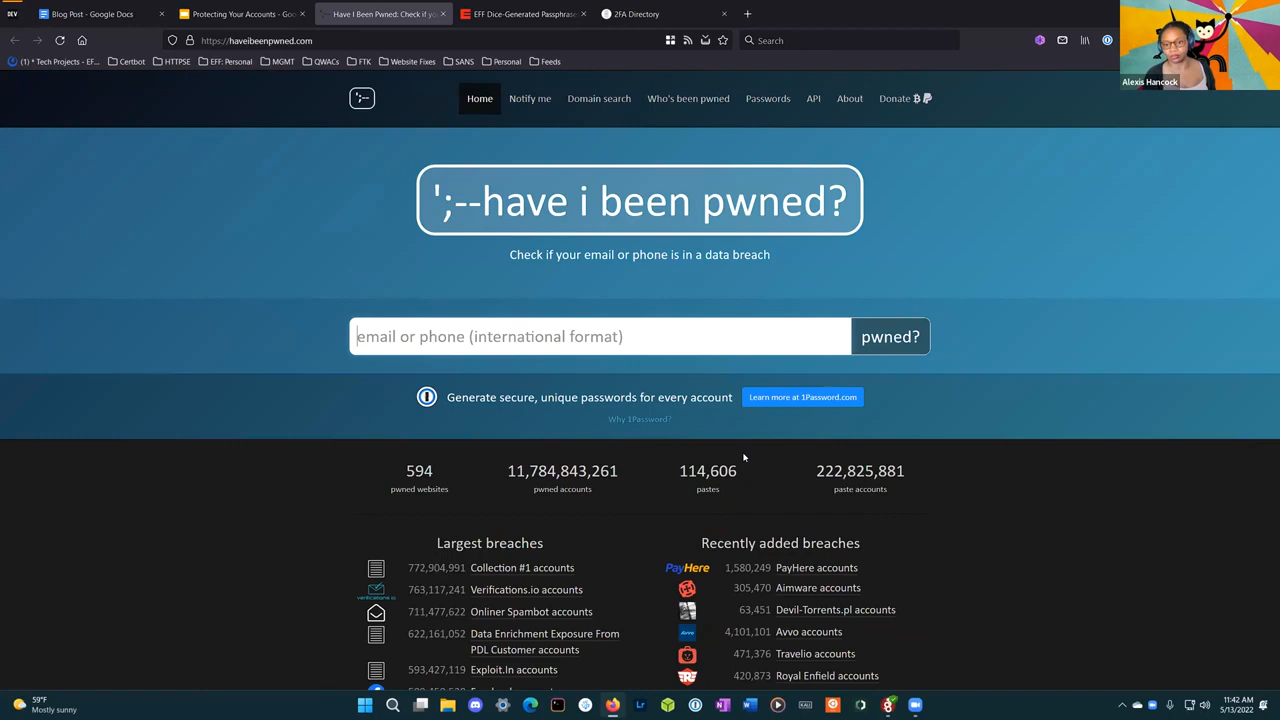 DEV
Blog Post - Google Docs
Protecting Your Accounts - Goo
Have I Been Pwned: Check if yo
EFF Dice-Generated Passphrases
2FA Directory
https://haveibeenpwned.com
Search
1) * Tech Projects - EF...
Certbot
HTTPSE
EFF: Personal
MGMT
QWACs
FTK
Website Fixes
SANS
Personal
Feeds
Alexis Hancock
';--
Home
Notify me
Domain search
Who's been pwned
Passwords
API
About
Donate
';--have i been pwned?
Check if your email or phone is in a data breach
email or phone (international format)
pwned?
Generate secure, unique passwords for every account
Learn more at 1Password.com
Why 1Password?
594
11,784,843,261
114,606
222,825,881
pwned websites
pwned accounts
pastes
paste accounts
Largest breaches
772,904,991 Collection #1 accounts
verifications.io
763,117,241 Verifications.io accounts
711,477,622 Onliner Spambot accounts
622,161,052 Data Enrichment Exposure From
PDL Customer accounts
593,427,119 Exploit.In accounts
Recently added breaches
PayHere
1,580,249 PayHere accounts
305,470 Aimware accounts
63,451 Devil-Torrents.pl accounts
Avvo
4,101,101 Avvo accounts
471,376 Travelio accounts
420,873 Royal Enfield accounts
59°F
Mostly sunny
KALI
11:42 AM
5/13/2022